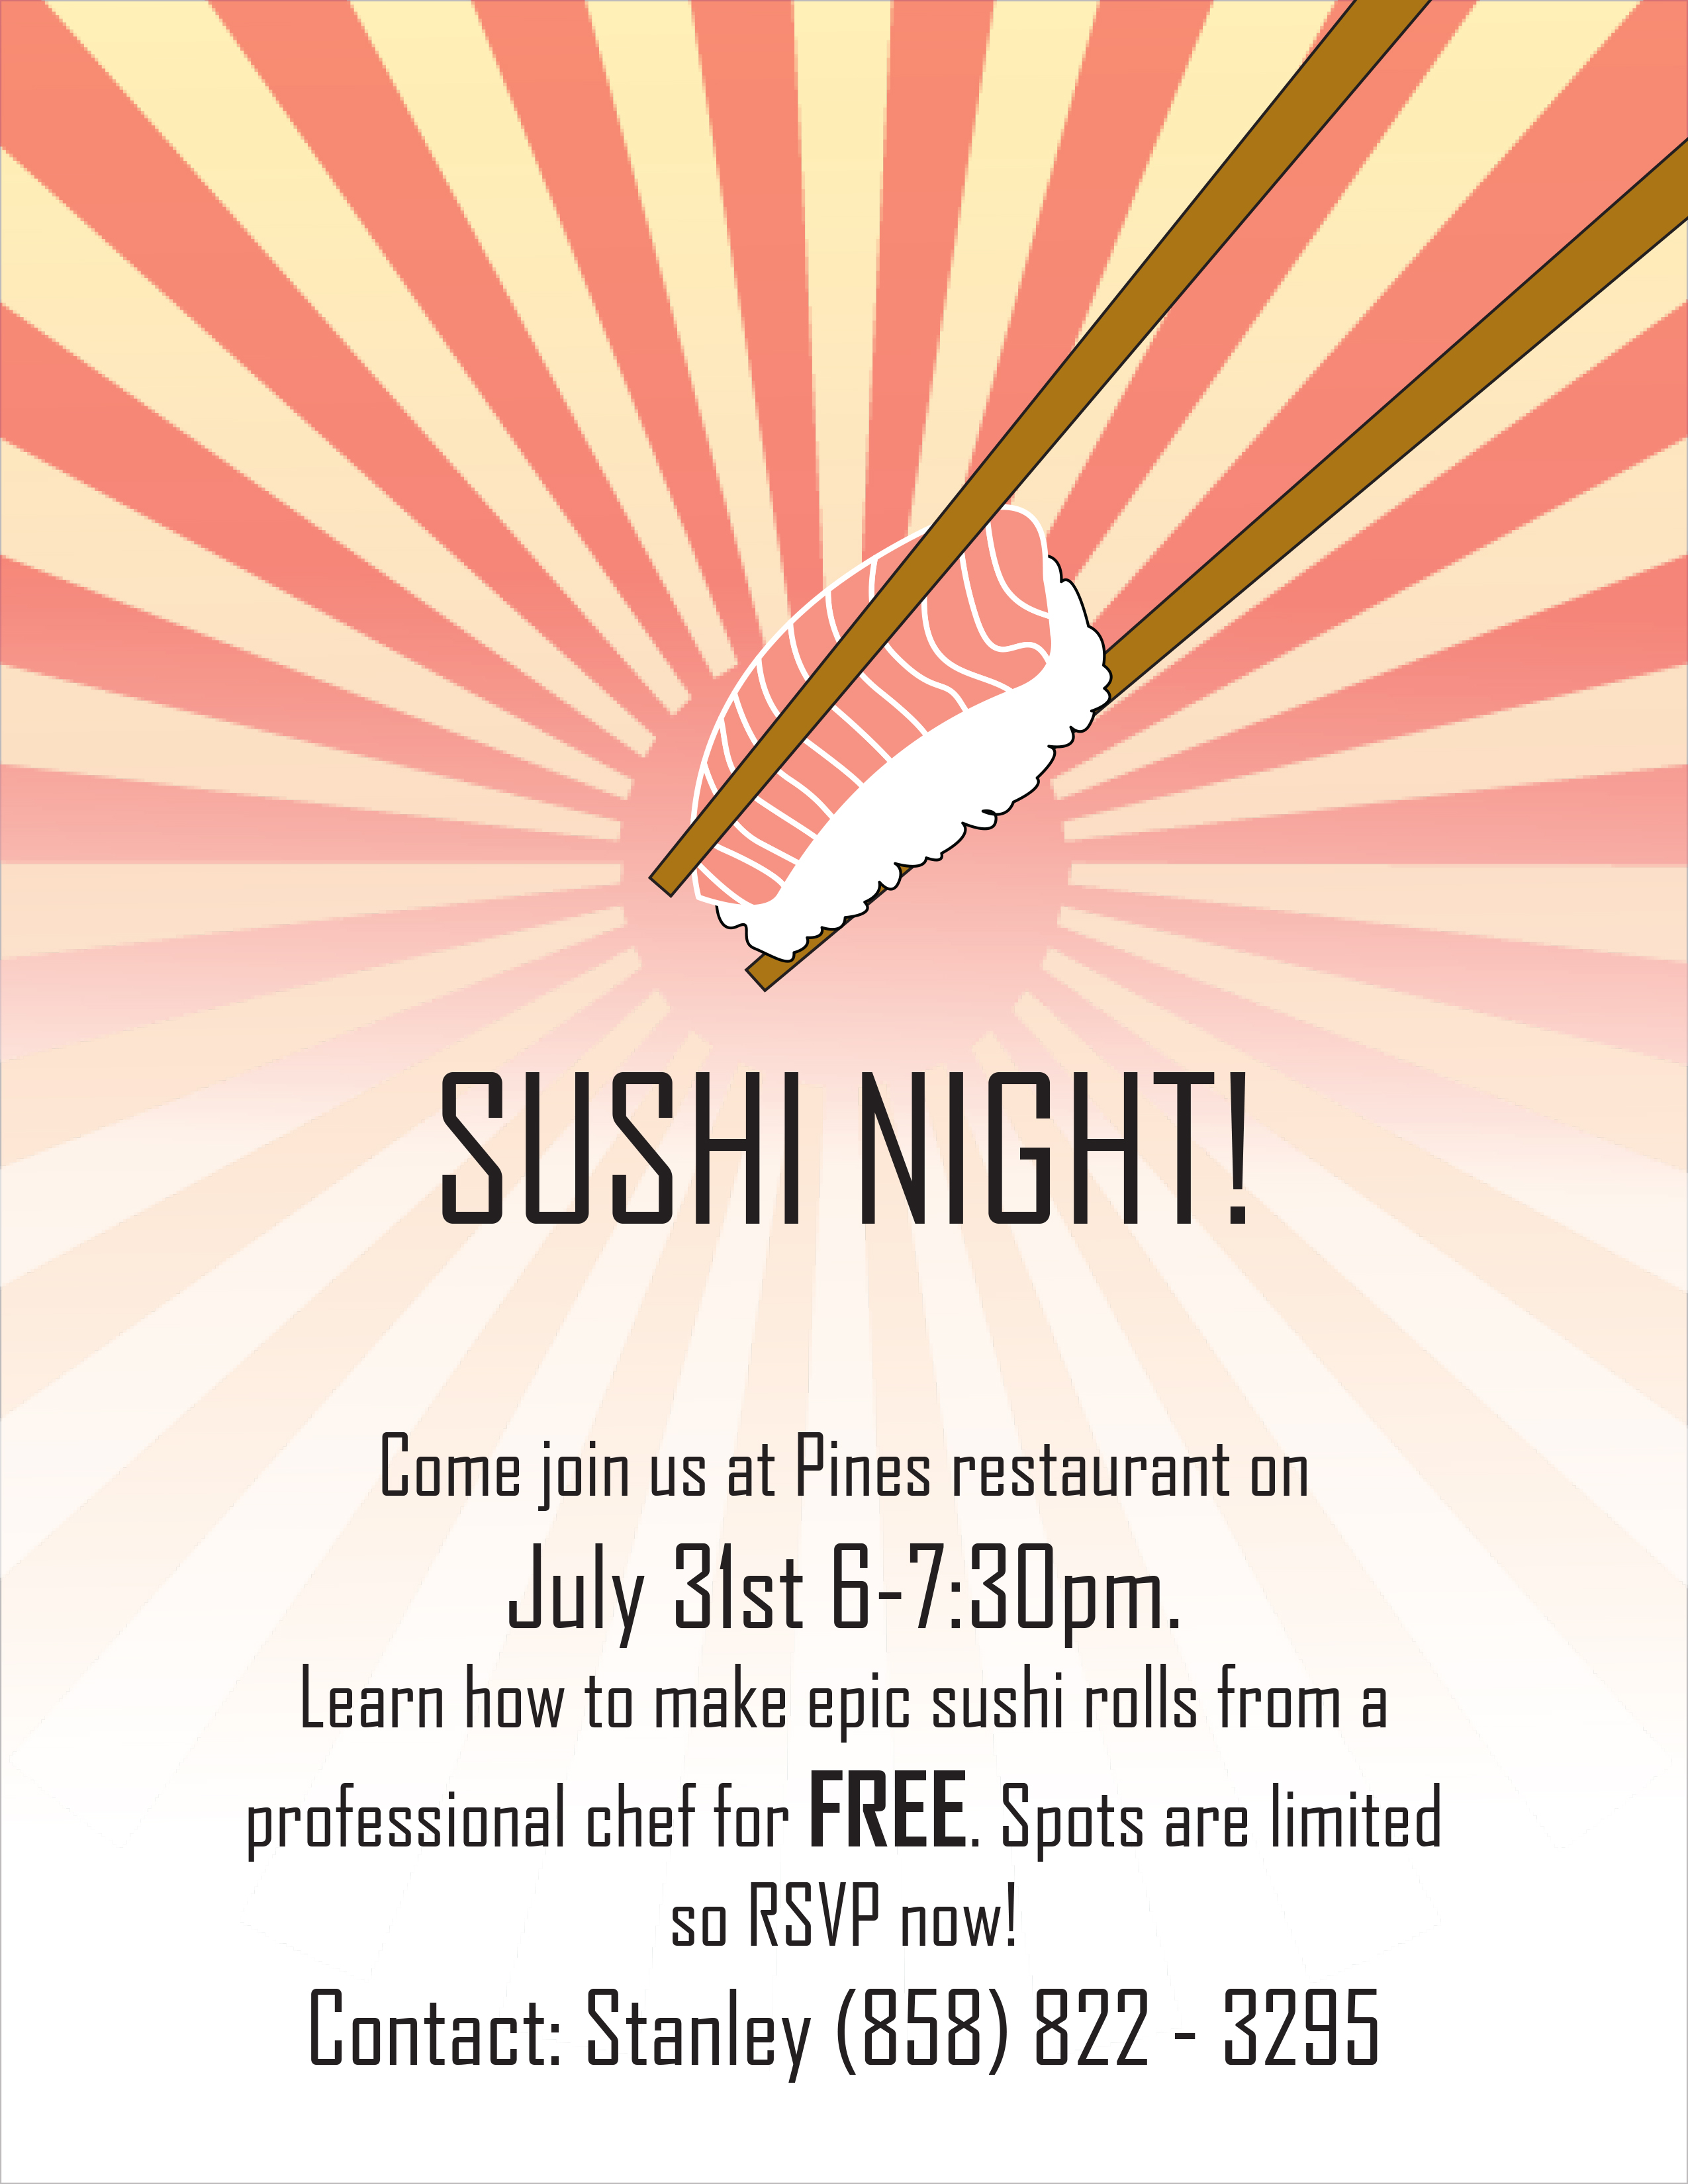 SUSHI NIGHT!
Come join us at Pines restaurant on
July 31st 6-7:30pm.
Learn how to make epic sushi rolls from a
professional chef for FREE. Spots are limited
so RSVP now!
Contact: Stanley (858) 822 - 3295